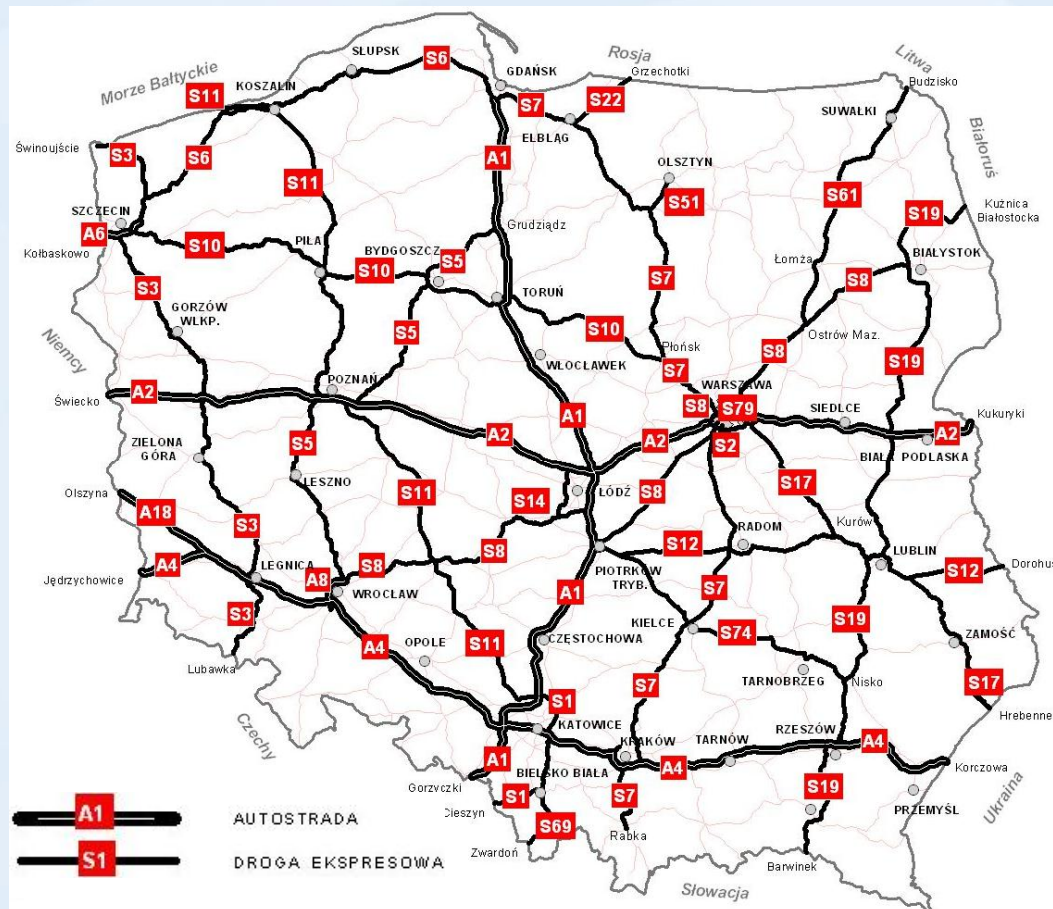 Morze Bałtyckie
Rosja
Litwa
Białoruś
Niemcy
Czechy
Słowacja
Ukraina
SŁUPSK
S6
GDAŃSK
Grzechotki
Budzisko
S11
KOSZALIN
S7
S22
SUWAŁKI
ELBLĄG
Świnoujście
S3
S6
A1
OLSZTYN
S51
S61
S11
S19
Kuźnica
Białostocka
SZCZECIN
A6
Kołbaskowo
S10
PIŁA
BYDGOSZCZ
S5
Grudziądz
Łomża
BIAŁYSTOK
S10
S8
S3
TORUŃ
S7
GORZÓW
WLKP.
S5
S10
Ostrów Maz.
WŁOCŁAWEK
Płońsk
S7
S8
S19
POZNAŃ
WARSZAWA
Świecko
A2
S8
S79
SIEDLCE
Kukuryki
A1
A2
A2
S2
A2
BIAŁA PODLASKA
ZIELONA
GÓRA
S5
LESZNO
S11
S14
ŁÓDŹ
S8
S17
Olszyna
A18
S3
S8
Kurów
RADOM
LUBLIN
S12
S12
Dorohus
A4
Jędrzychowice
LEGNICA
A8
S8
PIOTRKÓW
TRYB.
S7
WROCŁAW
A1
S3
KIELCE
S19
A4
OPOLE
S11
CZĘSTOCHOWA
S74
ZAMOŚĆ
Lubawka
TARNOBRZEG
Nisko
S17
S7
S1
Hrebenne
KATOWICE
KRAKÓW
TARNÓW
RZESZÓW
A4
A1
A4
Korczowa
Gorzyczki
BIELSKO BIAŁA
S7
S19
PRZEMYŚL
S1
Cieszyn
S69
Rabka
Zwardoń
Barwinek
A1
AUTOSTRADA
S1
DROGA EKSPRESOWA